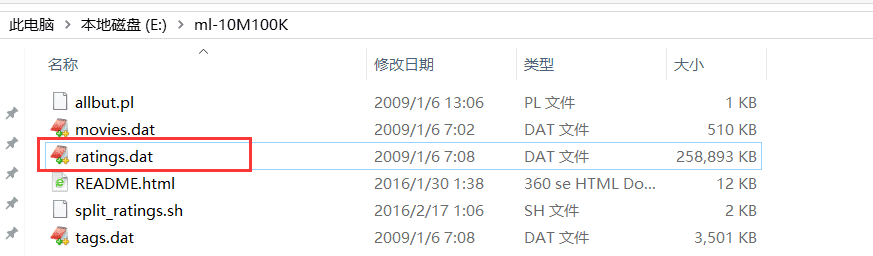 此电脑 > 本地磁盘 (E:) > ml-10M100K
名称 修改日期 类型 大小
allbut.pl 2009/1/6 13:06 PL 文件 1 KB
movies.dat 2009/1/6 7:02 DAT 文件 510 KB
ratings.dat 2009/1/6 7:08 DAT 文件 258,893 KB
README.html 2016/1/30 1:38 360 se HTML Do... 12 KB
split_ratings.sh 2016/2/17 1:06 SH 文件 2 KB
tags.dat 2009/1/6 7:08 DAT 文件 3,501 KB